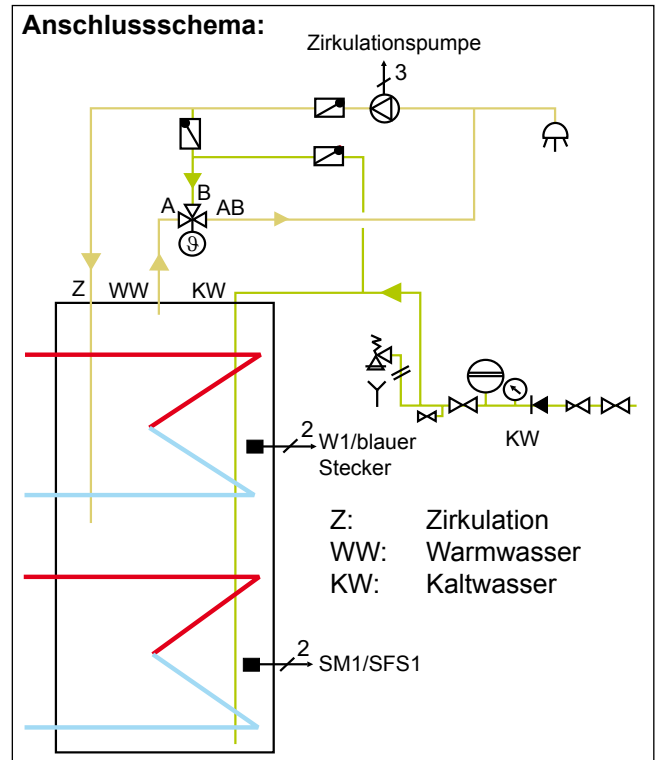 Anschlussschema:
Zirkulationspumpe
3
B
A
AB
ϑ
Z
WW
KW
2
W1/blauer
Stecker
KW
Z: Zirkulation
WW: Warmwasser
KW: Kaltwasser
2
SM1/SFS1